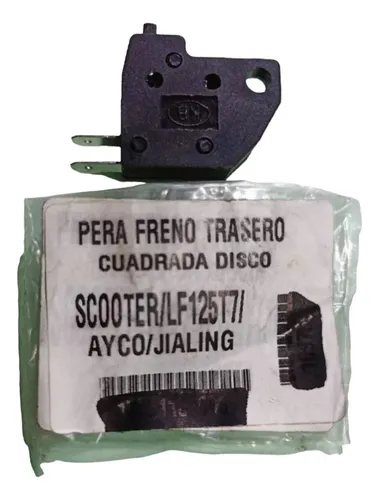 PERA FRENO TRASERO
CUADRADA DISCO
SCOOTER/LF125T7/
AYCO/JIALING